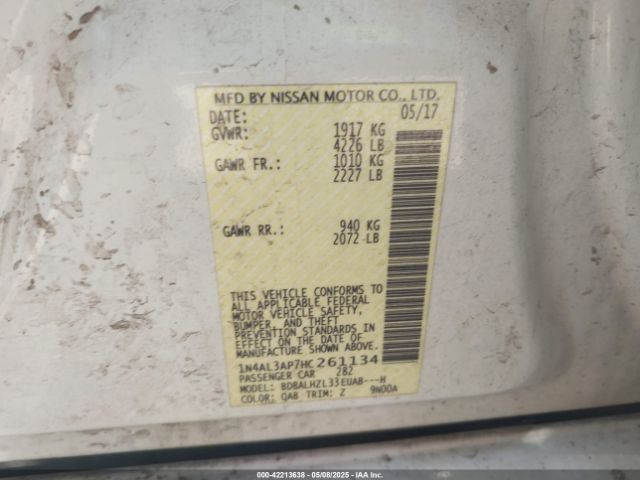 MFD BY NISSAN MOTOR CO., LTD.
DATE: 05/17
GVWR: 1917 KG
4226 LB
GAWR FR.: 1010 KG
2227 LB
GAWR RR.: 940 KG
2072 LB
THIS VEHICLE CONFORMS TO
ALL APPLICABLE FEDERAL
MOTOR VEHICLE SAFETY,
BUMPER, AND THEFT
PREVENTION STANDARDS IN
EFFECT ON THE DATE OF
MANUFACTURE SHOWN ABOVE.
1N4AL3AP7HC261134
PASSENGER CAR 282
MODEL: BDBALHZL33EUAB---H
COLOR: QAB TRIM: Z 9N00A
000-42213638 - 05/08/2025 - IAA Inc.